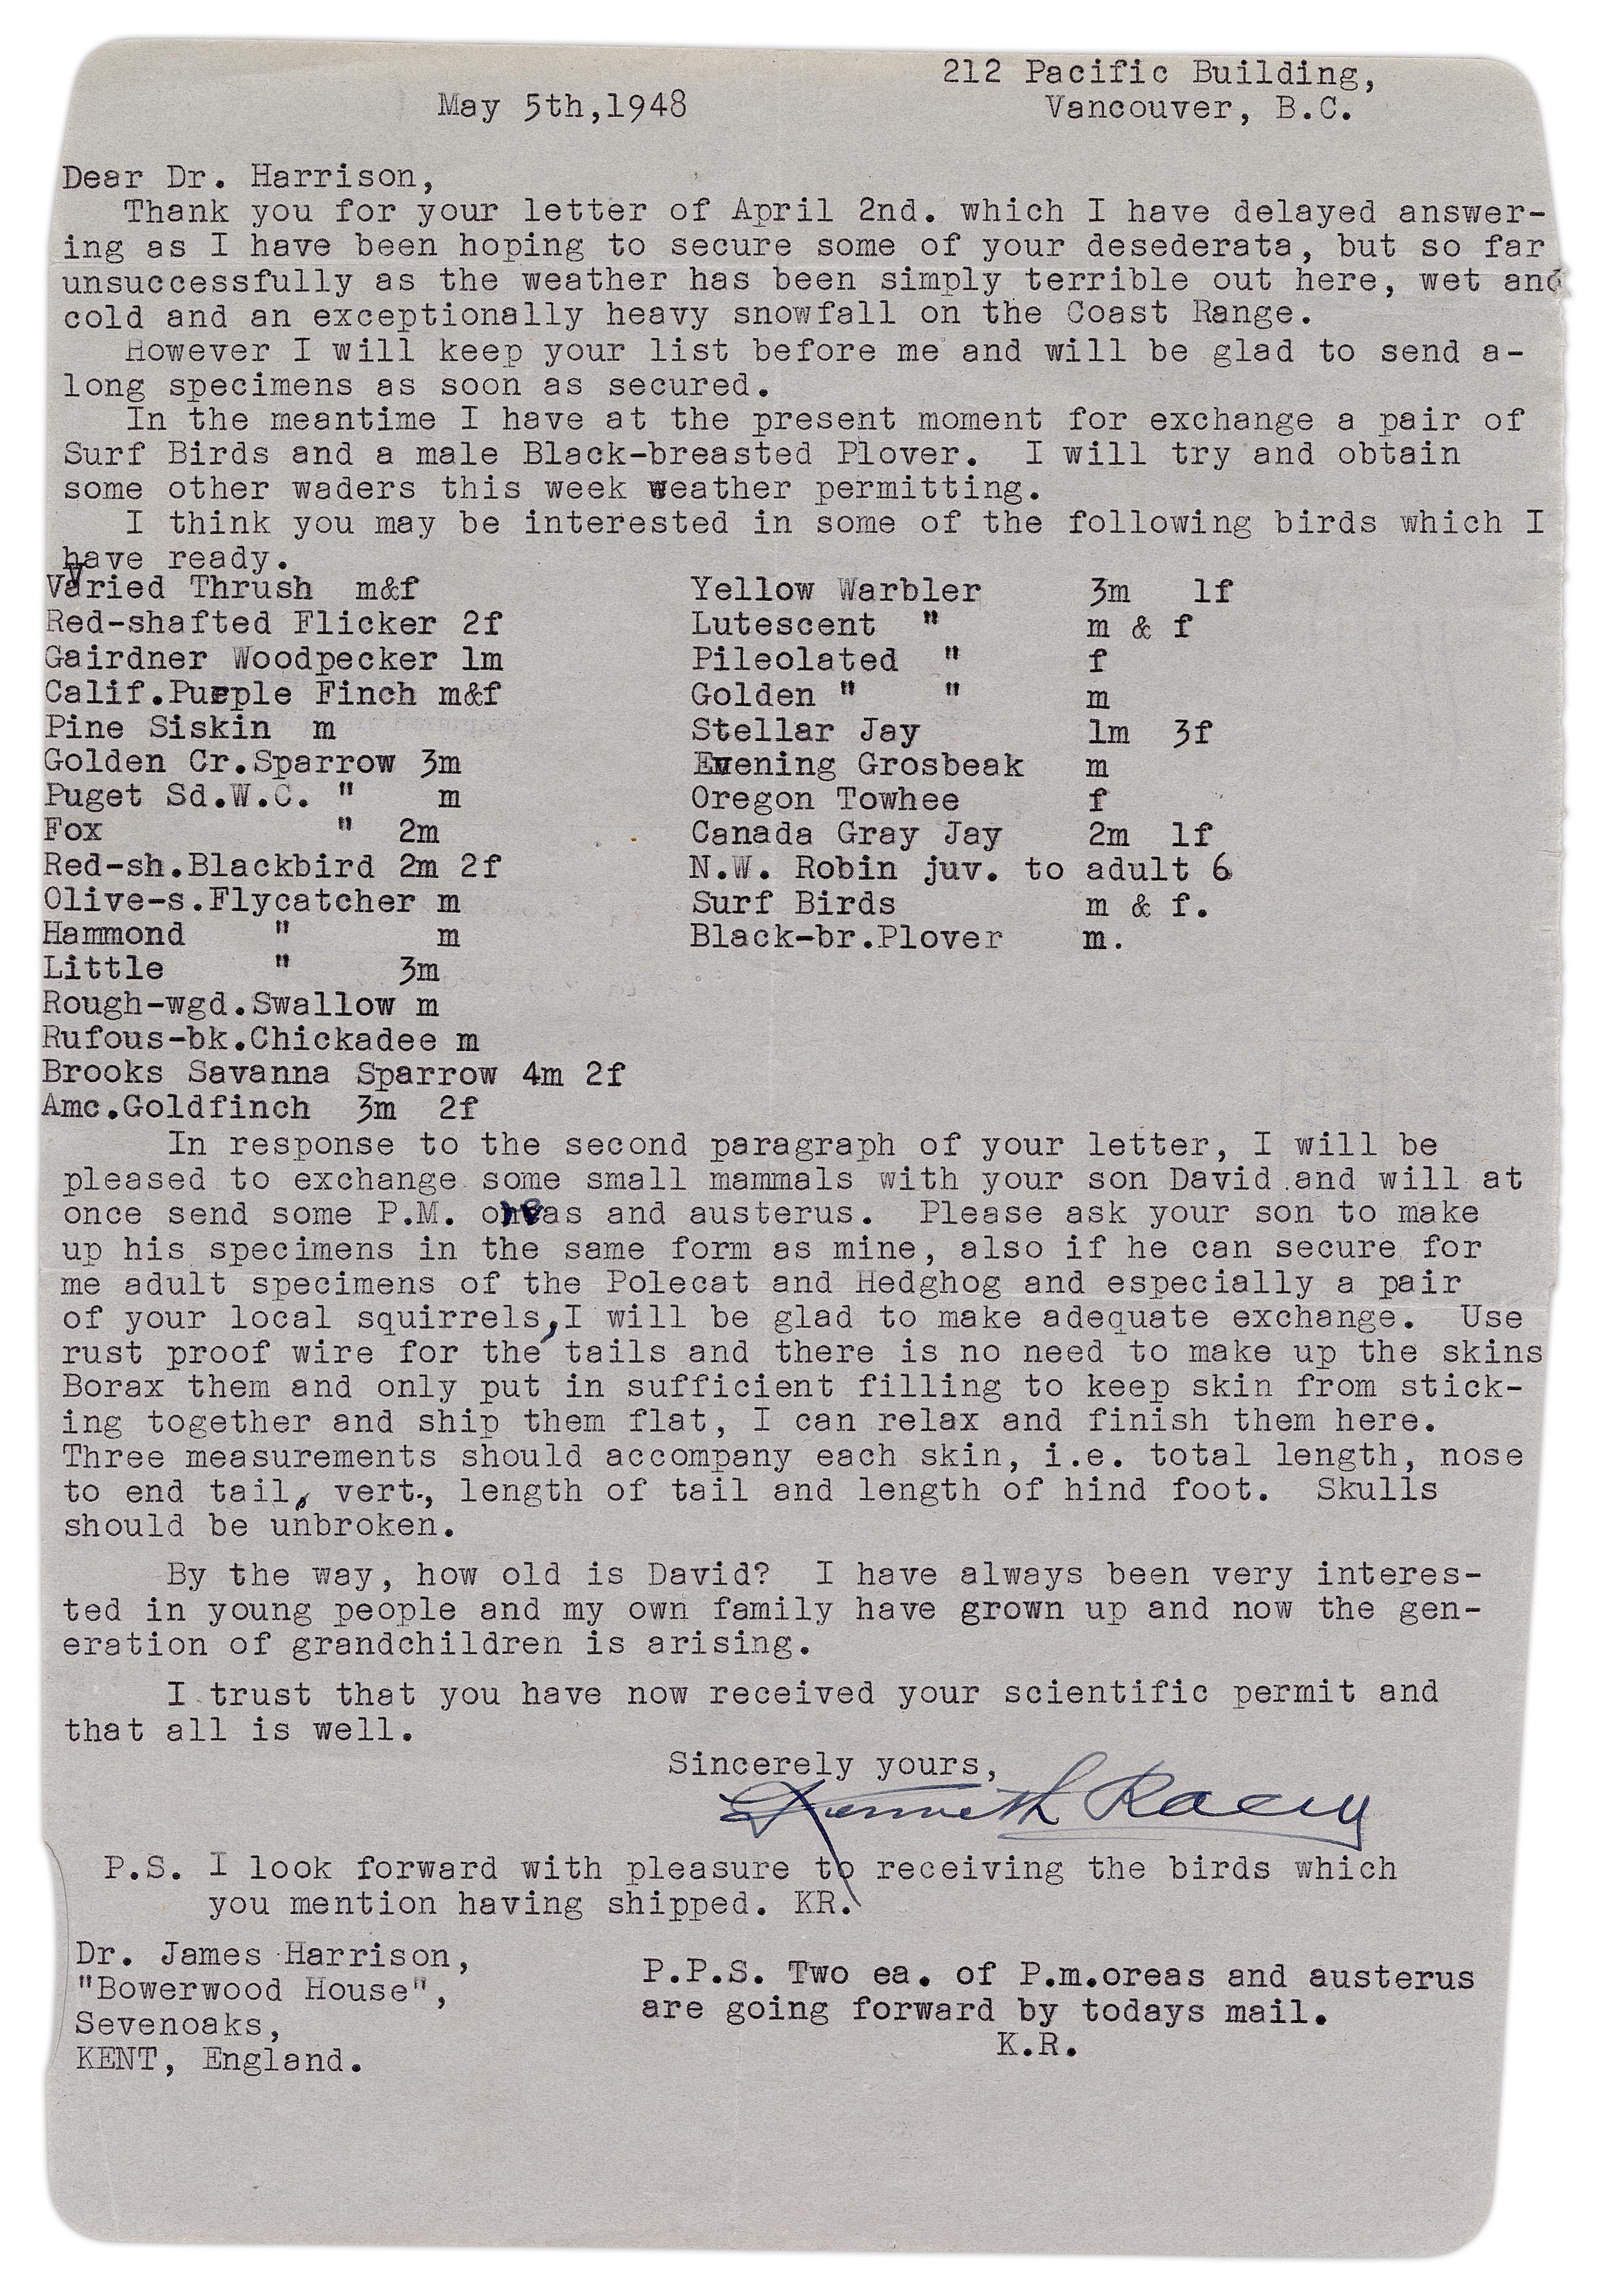 212 Pacific Building,
May 5th,1948 Vancouver, B.C.
Dear Dr. Harrison,
Thank you for your letter of April 2nd. which I have delayed answer-
ing as I have been hoping to secure some of your desederata, but so far
unsuccessfully as the weather has been simply terrible out here, wet and
cold and an exceptionally heavy snowfall on the Coast Range.
However I will keep your list before me and will be glad to send a-
long specimens as soon as secured.
In the meantime I have at the present moment for exchange a pair of
Surf Birds and a male Black-breasted Plover. I will try and obtain
some other waders this week weather permitting.
I think you may be interested in some of the following birds which I
have ready.
Varied Thrush m&f
Red-shafted Flicker 2f
Gairdner Woodpecker 1m
Calif.Purple Finch m&f
Pine Siskin m
Golden Cr.Sparrow 3m
Puget Sd.W.C. " m
Fox " 2m
Red-sh.Blackbird 2m 2f
Olive-s.Flycatcher m
Hammond " m
Little " 3m
Rough-wgd.Swallow m
Rufous-bk.Chickadee m
Brooks Savanna Sparrow 4m 2f
Amc.Goldfinch 3m 2f
Yellow Warbler 3m 1f
Lutescent " m & f
Pileolated " f
Golden " " m
Stellar Jay 1m 3f
Evening Grosbeak m
Oregon Towhee f
Canada Gray Jay 2m 1f
N.W. Robin juv. to adult 6
Surf Birds m & f.
Black-br.Plover m.
In response to the second paragraph of your letter, I will be
pleased to exchange some small mammals with your son David and will at
once send some P.M. oreas and austerus. Please ask your son to make
up his specimens in the same form as mine, also if he can secure for
me adult specimens of the Polecat and Hedghog and especially a pair
of your local squirrels,I will be glad to make adequate exchange. Use
rust proof wire for the tails and there is no need to make up the skins
Borax them and only put in sufficient filling to keep skin from stick-
ing together and ship them flat, I can relax and finish them here.
Three measurements should accompany each skin, i.e. total length, nose
to end tail, vert., length of tail and length of hind foot. Skulls
should be unbroken.
By the way, how old is David? I have always been very interes-
ted in young people and my own family have grown up and now the gen-
eration of grandchildren is arising.
I trust that you have now received your scientific permit and
that all is well.
Sincerely yours,
Kenneth Racey
P.S. I look forward with pleasure to receiving the birds which
you mention having shipped. KR.
Dr. James Harrison,
"Bowerwood House",
Sevenoaks,
KENT, England.
P.P.S. Two ea. of P.m.oreas and austerus
are going forward by todays mail.
K.R.